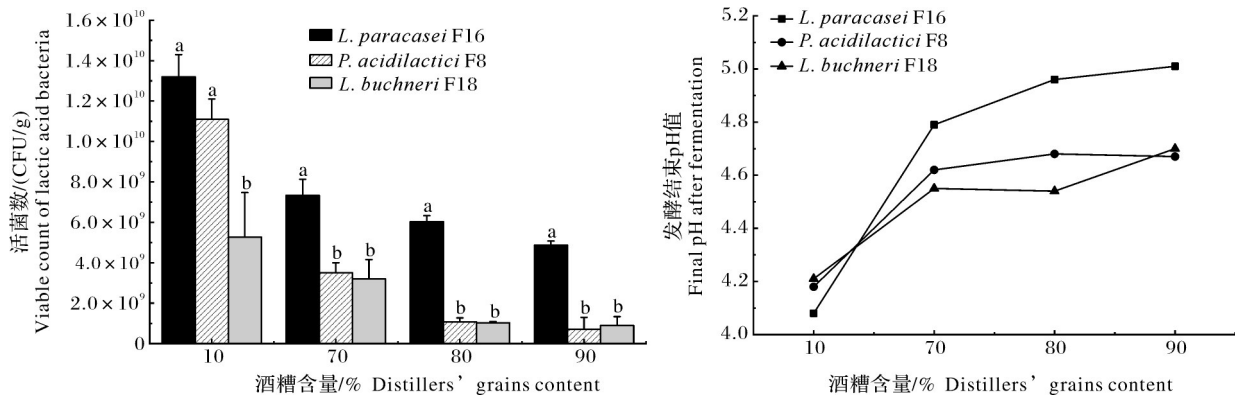 活菌数/(CFU/g)
Viable count of lactic acid bacteria
1.6×10¹⁰
1.4×10¹⁰
1.2×10¹⁰
1.0×10¹⁰
8.0×10⁹
6.0×10⁹
4.0×10⁹
2.0×10⁹
0
L. paracasei F16
P. acidilactici F8
L. buchneri F18
a a b
a b b
a b b
a b b
10 70 80 90
酒糟含量/% Distillers’ grains content
发酵结束pH值
Final pH after fermentation
5.2
5.0
4.8
4.6
4.4
4.2
4.0
L. paracasei F16
P. acidilactici F8
L. buchneri F18
10 70 80 90
酒糟含量/% Distillers’ grains content